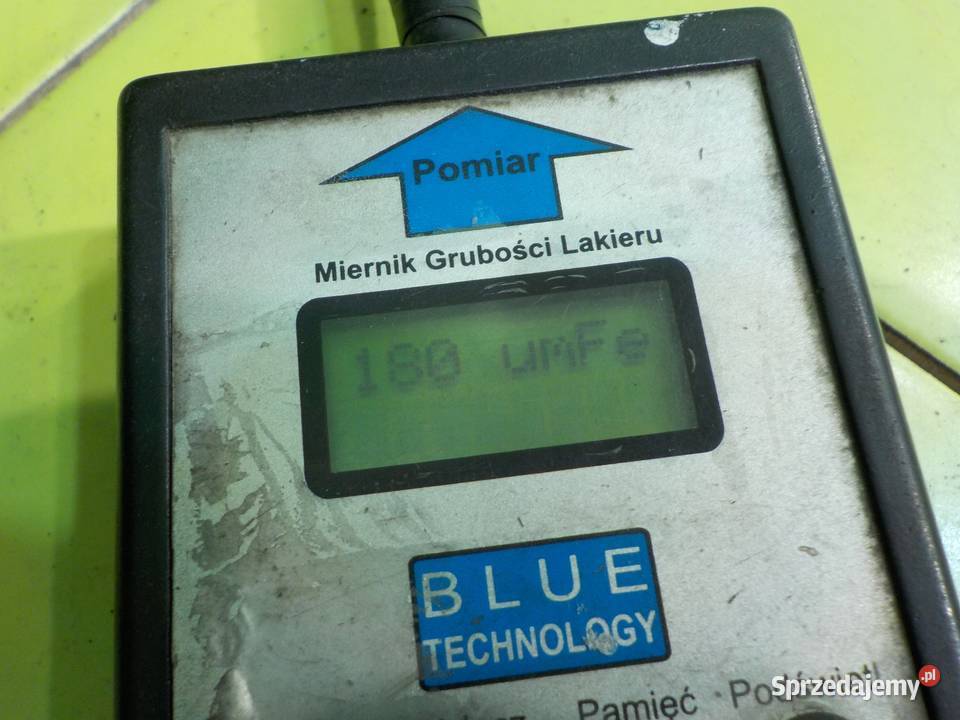 Pomiar
Miernik Grubości Lakieru
180 umFe
BLUE
TECHNOLOGY
Pamięć
Sprzedajemy.pl